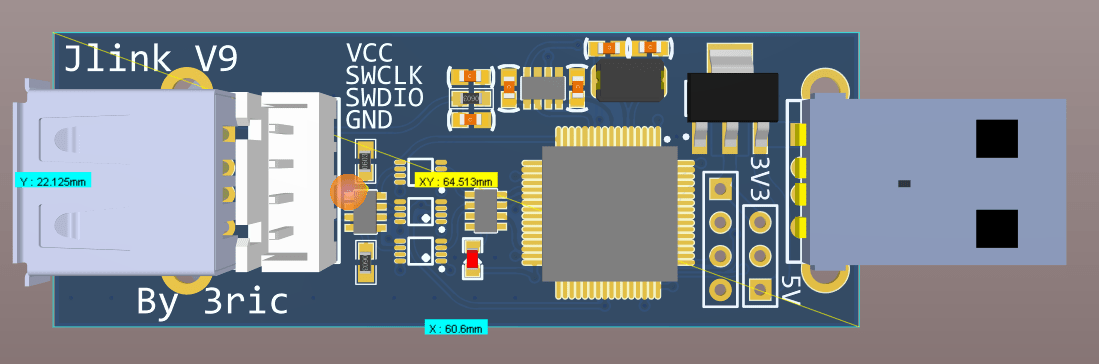 Jlink V9
VCC
SWCLK
SWDIO
GND
Y : 22.125mm
XY : 64.513mm
3V3
5V
By 3ric
X : 60.6mm